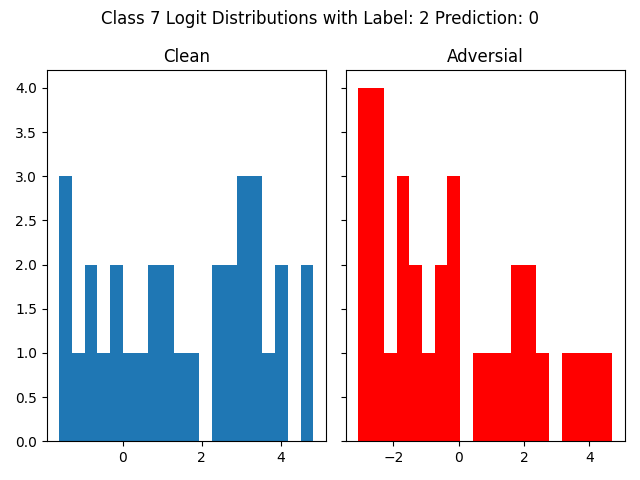 Class 7 Logit Distributions with Label: 2 Prediction: 0
Clean
Adversial
4.0
3.5
3.0
2.5
2.0
1.5
1.0
0.5
0.0
0 2 4
−2 0 2 4